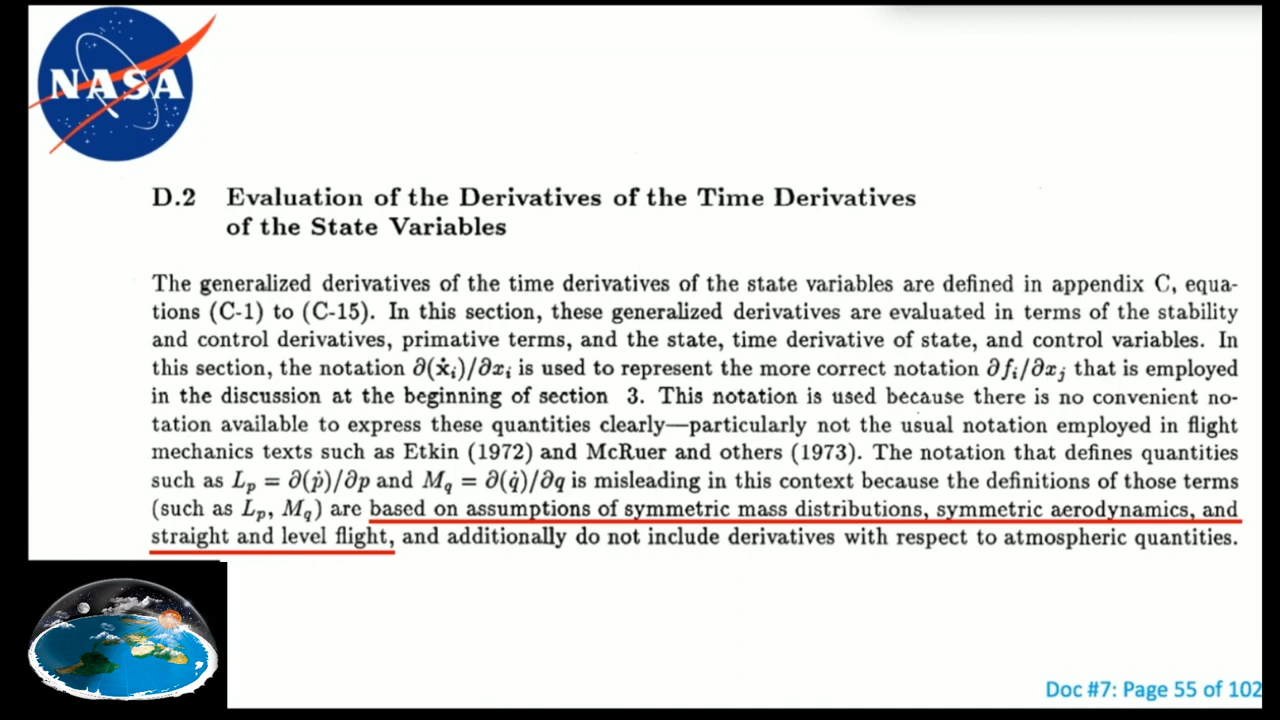 NASA
D.2 Evaluation of the Derivatives of the Time Derivatives
of the State Variables
The generalized derivatives of the time derivatives of the state variables are defined in appendix C, equa-
tions (C-1) to (C-15). In this section, these generalized derivatives are evaluated in terms of the stability
and control derivatives, primative terms, and the state, time derivative of state, and control variables. In
this section, the notation ∂(ẋᵢ)/∂xᵢ is used to represent the more correct notation ∂fᵢ/∂xⱼ that is employed
in the discussion at the beginning of section 3. This notation is used because there is no convenient no-
tation available to express these quantities clearly—particularly not the usual notation employed in flight
mechanics texts such as Etkin (1972) and McRuer and others (1973). The notation that defines quantities
such as Lₚ = ∂(ṗ)/∂p and M_q = ∂(q̇)/∂q is misleading in this context because the definitions of those terms
(such as Lₚ, M_q) are based on assumptions of symmetric mass distributions, symmetric aerodynamics, and
straight and level flight, and additionally do not include derivatives with respect to atmospheric quantities.
Doc #7: Page 55 of 102